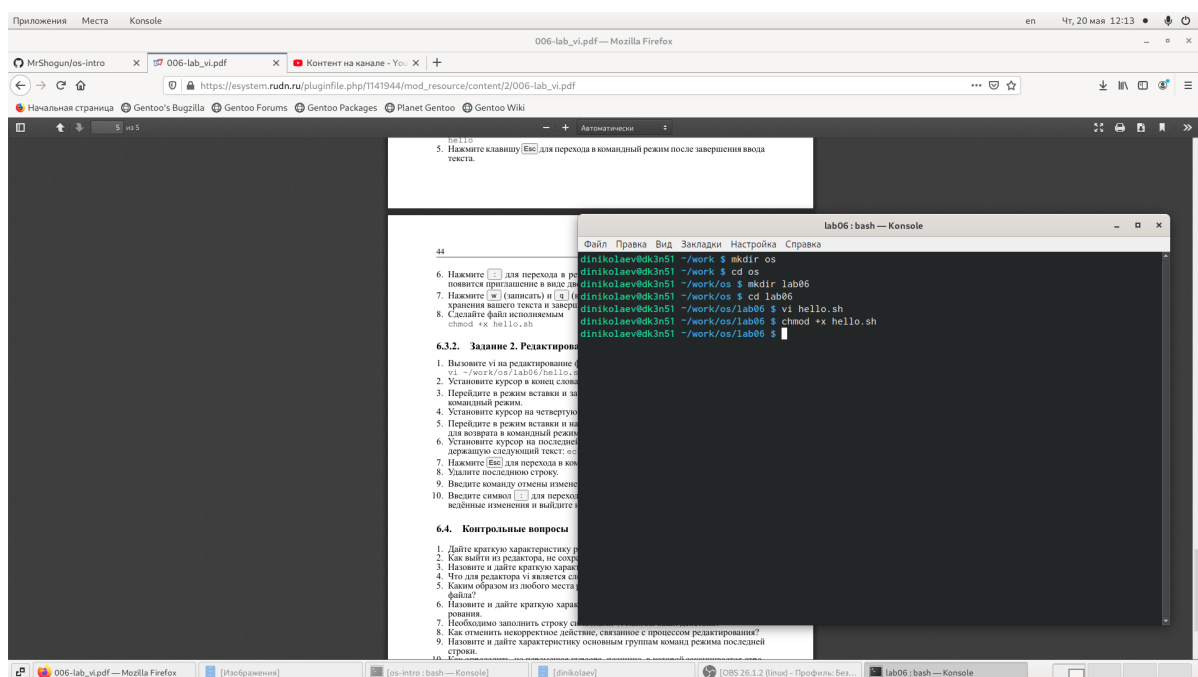 Приложения Места Konsole en Чт, 20 мая 12:13
006-lab_vi.pdf — Mozilla Firefox
MrShogun/os-intro 006-lab_vi.pdf Контент на канале - You
https://esystem.rudn.ru/pluginfile.php/1141944/mod_resource/content/2/006-lab_vi.pdf
Начальная страница Gentoo's Bugzilla Gentoo Forums Gentoo Packages Planet Gentoo Gentoo Wiki
5 из 5 Автоматически
hello
5. Нажмите клавишу Esc для перехода в командный режим после завершения ввода
текста.
44
6. Нажмите : для перехода в ре
появится приглашение в виде дв
7. Нажмите w (записать) и q (
хранения вашего текста и заверш
8. Сделайте файл исполняемым
chmod +x hello.sh
6.3.2. Задание 2. Редактирова
1. Вызовите vi на редактирование ф
vi ~/work/os/lab06/hello.s
2. Установите курсор в конец слова
3. Перейдите в режим вставки и за
командный режим.
4. Установите курсор на четвертую
5. Перейдите в режим вставки и на
для возврата в командный режим
6. Установите курсор на последней
держащую следующий текст: ec
7. Нажмите Esc для перехода в ком
8. Удалите последнюю строку.
9. Введите команду отмены измене
10. Введите символ : для переход
ведённые изменения и выйдите и
6.4. Контрольные вопросы
1. Дайте краткую характеристику р
2. Как выйти из редактора, не сохра
3. Назовите и дайте краткую характ
4. Что для редактора vi является сл
5. Каким образом из любого места р
файла?
6. Назовите и дайте краткую харак
рования.
7. Необходимо заполнить строку
8. Как отменить некорректное действие, связанное с процессом редактирования?
9. Назовите и дайте характеристику основным группам команд режима последней
строки.
lab06 : bash — Konsole
Файл Правка Вид Закладки Настройка Справка
dinikolaev@dk3n51 ~/work $ mkdir os
dinikolaev@dk3n51 ~/work $ cd os
dinikolaev@dk3n51 ~/work/os $ mkdir lab06
dinikolaev@dk3n51 ~/work/os $ cd lab06
dinikolaev@dk3n51 ~/work/os/lab06 $ vi hello.sh
dinikolaev@dk3n51 ~/work/os/lab06 $ chmod +x hello.sh
dinikolaev@dk3n51 ~/work/os/lab06 $
006-lab_vi.pdf — Mozilla Firefox [Изображения] [os-intro : bash — Konsole] [dinikolaev] [OBS 26.1.2 (linux) - Профиль: Без... lab06 : bash — Konsole